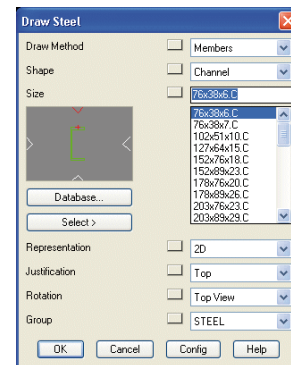 Draw Steel
Draw Method Members
Shape Channel
Size 76x38x6.C
76x38x6.C
76x38x7.C
102x51x10.C
127x64x15.C
152x76x18.C
152x89x23.C
178x76x20.C
178x89x26.C
203x76x23.C
203x89x29.C
Database...
Select >
Representation 2D
Justification Top
Rotation Top View
Group STEEL
OK Cancel Config Help